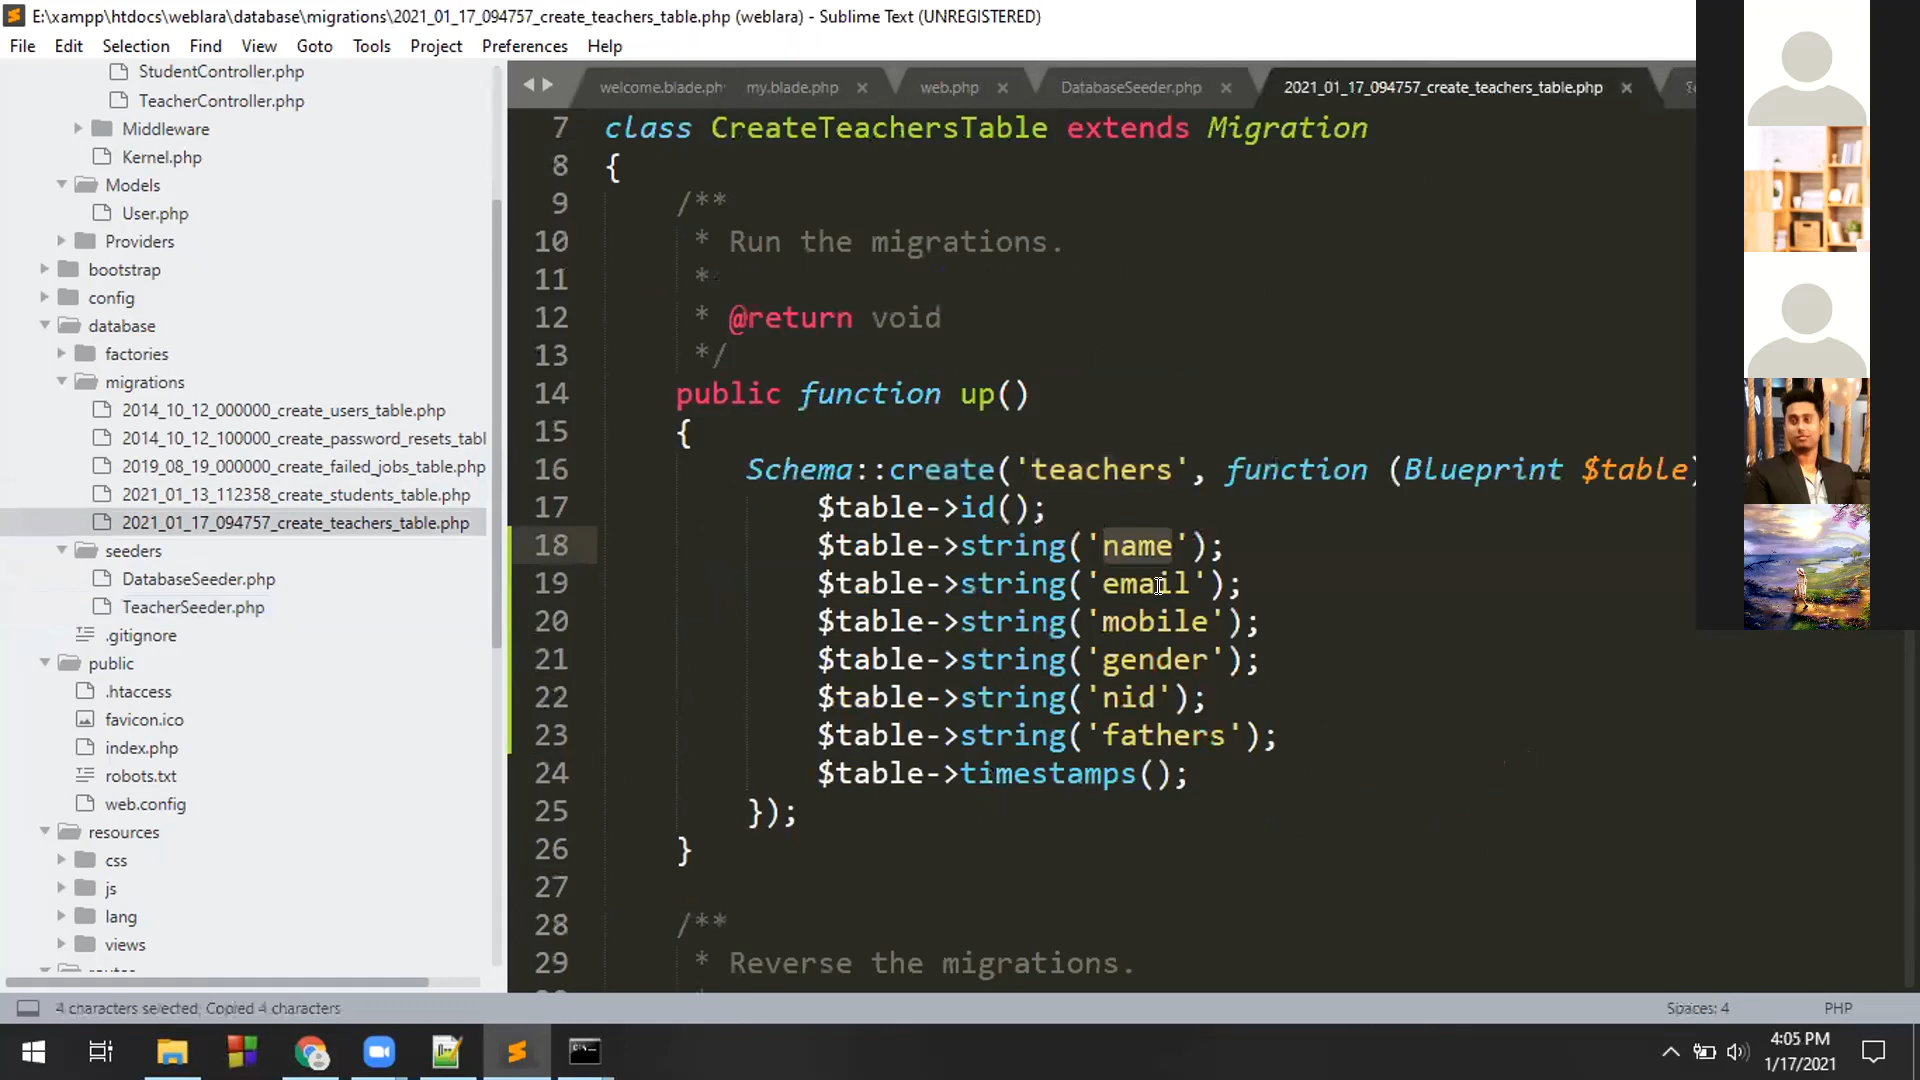 E:\xampp\htdocs\weblara\database\migrations\2021_01_17_094757_create_teachers_table.php (weblara) - Sublime Text (UNREGISTERED)
File Edit Selection Find View Goto Tools Project Preferences Help
StudentController.php
TeacherController.php
Middleware
Kernel.php
Models
User.php
Providers
bootstrap
config
database
factories
migrations
2014_10_12_000000_create_users_table.php
2014_10_12_100000_create_password_resets_tabl
2019_08_19_000000_create_failed_jobs_table.php
2021_01_13_112358_create_students_table.php
2021_01_17_094757_create_teachers_table.php
seeders
DatabaseSeeder.php
TeacherSeeder.php
.gitignore
public
.htaccess
favicon.ico
index.php
robots.txt
web.config
resources
css
js
lang
views
welcome.blade.ph my.blade.php web.php DatabaseSeeder.php 2021_01_17_094757_create_teachers_table.php
7 class CreateTeachersTable extends Migration
8 {
9 /**
10 * Run the migrations.
11 *
12 * @return void
13 */
14 public function up()
15 {
16 Schema::create('teachers', function (Blueprint $table)
17 $table->id();
18 $table->string('name');
19 $table->string('email');
20 $table->string('mobile');
21 $table->string('gender');
22 $table->string('nid');
23 $table->string('fathers');
24 $table->timestamps();
25 });
26 }
27
28 /**
29 * Reverse the migrations.
4 characters selected, Copied 4 characters
Spaces: 4 PHP
4:05 PM
1/17/2021